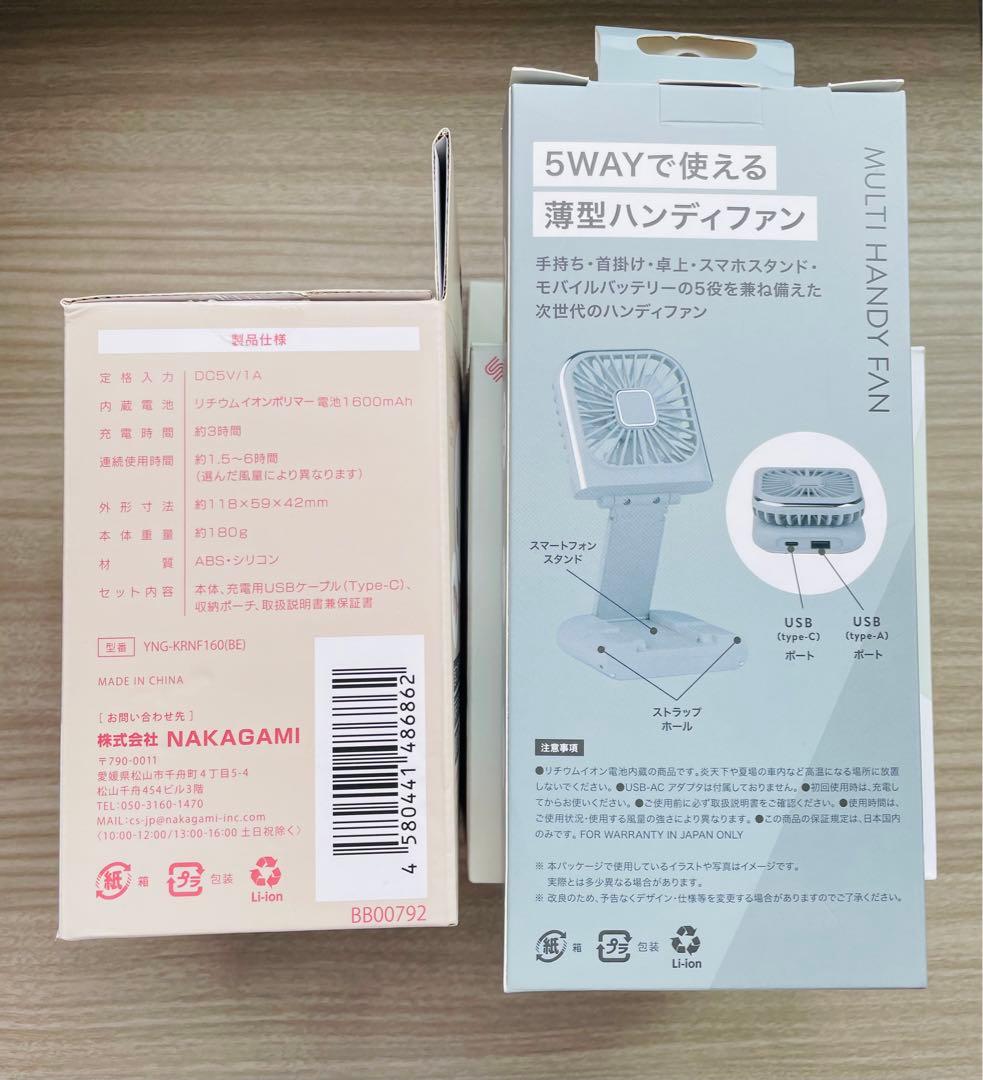 製品仕様
定格入力 DC5V/1A
内蔵電池 リチウムイオンポリマー電池1600mAh
充電時間 約3時間
連続使用時間 約1.5〜6時間
(選んだ風量により異なります)
外形寸法 約118×59×42mm
本体重量 約180g
材質 ABS・シリコン
セット内容 本体、充電用USBケーブル(Type-C)、
収納ポーチ、取扱説明書兼保証書
型番 YNG-KRNF160(BE)
MADE IN CHINA
[お問い合わせ先]
株式会社 NAKAGAMI
〒790-0011
愛媛県松山市千舟町4丁目5-4
松山千舟454ビル3階
TEL:050-3160-1470
MAIL:cs-jp@nakagami-inc.com
〈10:00-12:00/13:00-16:00 土日祝除く〉
紙 箱 プラ 包装 Li-ion
4 580441 486862
BB00792
5WAYで使える
薄型ハンディファン
手持ち・首掛け・卓上・スマホスタンド・
モバイルバッテリーの5役を兼ね備えた
次世代のハンディファン
MULTI HANDY FAN
スマートフォン
スタンド
USB
(type-C)
ポート
USB
(type-A)
ポート
ストラップ
ホール
注意事項
●リチウムイオン電池内蔵の商品です。炎天下や夏場の車内など高温になる場所に放置
しないでください。●USB-AC アダプタは付属しておりません。●初回使用時は、充電し
てからお使いください。●ご使用前に必ず取扱説明書をご確認ください。●使用時間は、
ご使用状況・使用する風量の強さにより異なります。●この商品の保証規定は、日本国内
のみです。FOR WARRANTY IN JAPAN ONLY
※ 本パッケージで使用しているイラストや写真はイメージです。
実際とは多少異なる場合があります。
※ 改良のため、予告なくデザイン・仕様等を変更する場合がありますのでご了承ください。
紙 箱 プラ 包装 Li-ion